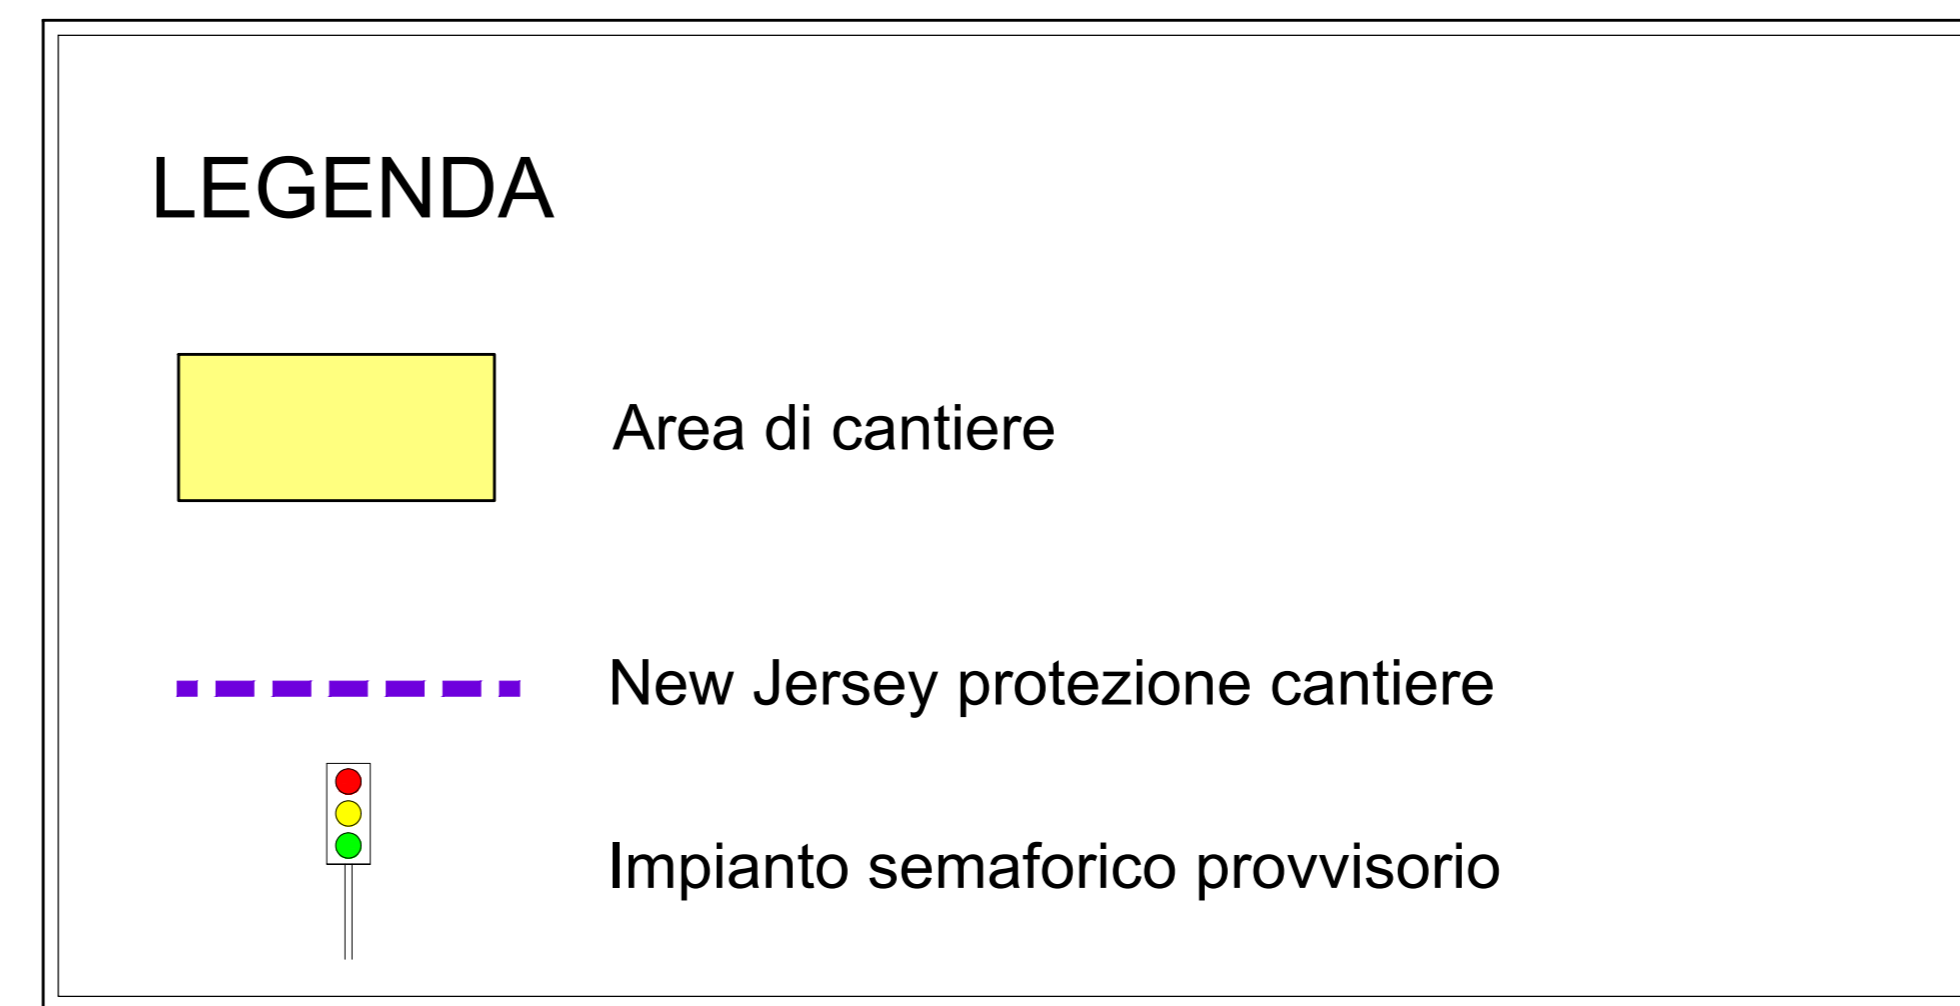 LEGENDA
Area di cantiere
New Jersey protezione cantiere
Impianto semaforico provvisorio